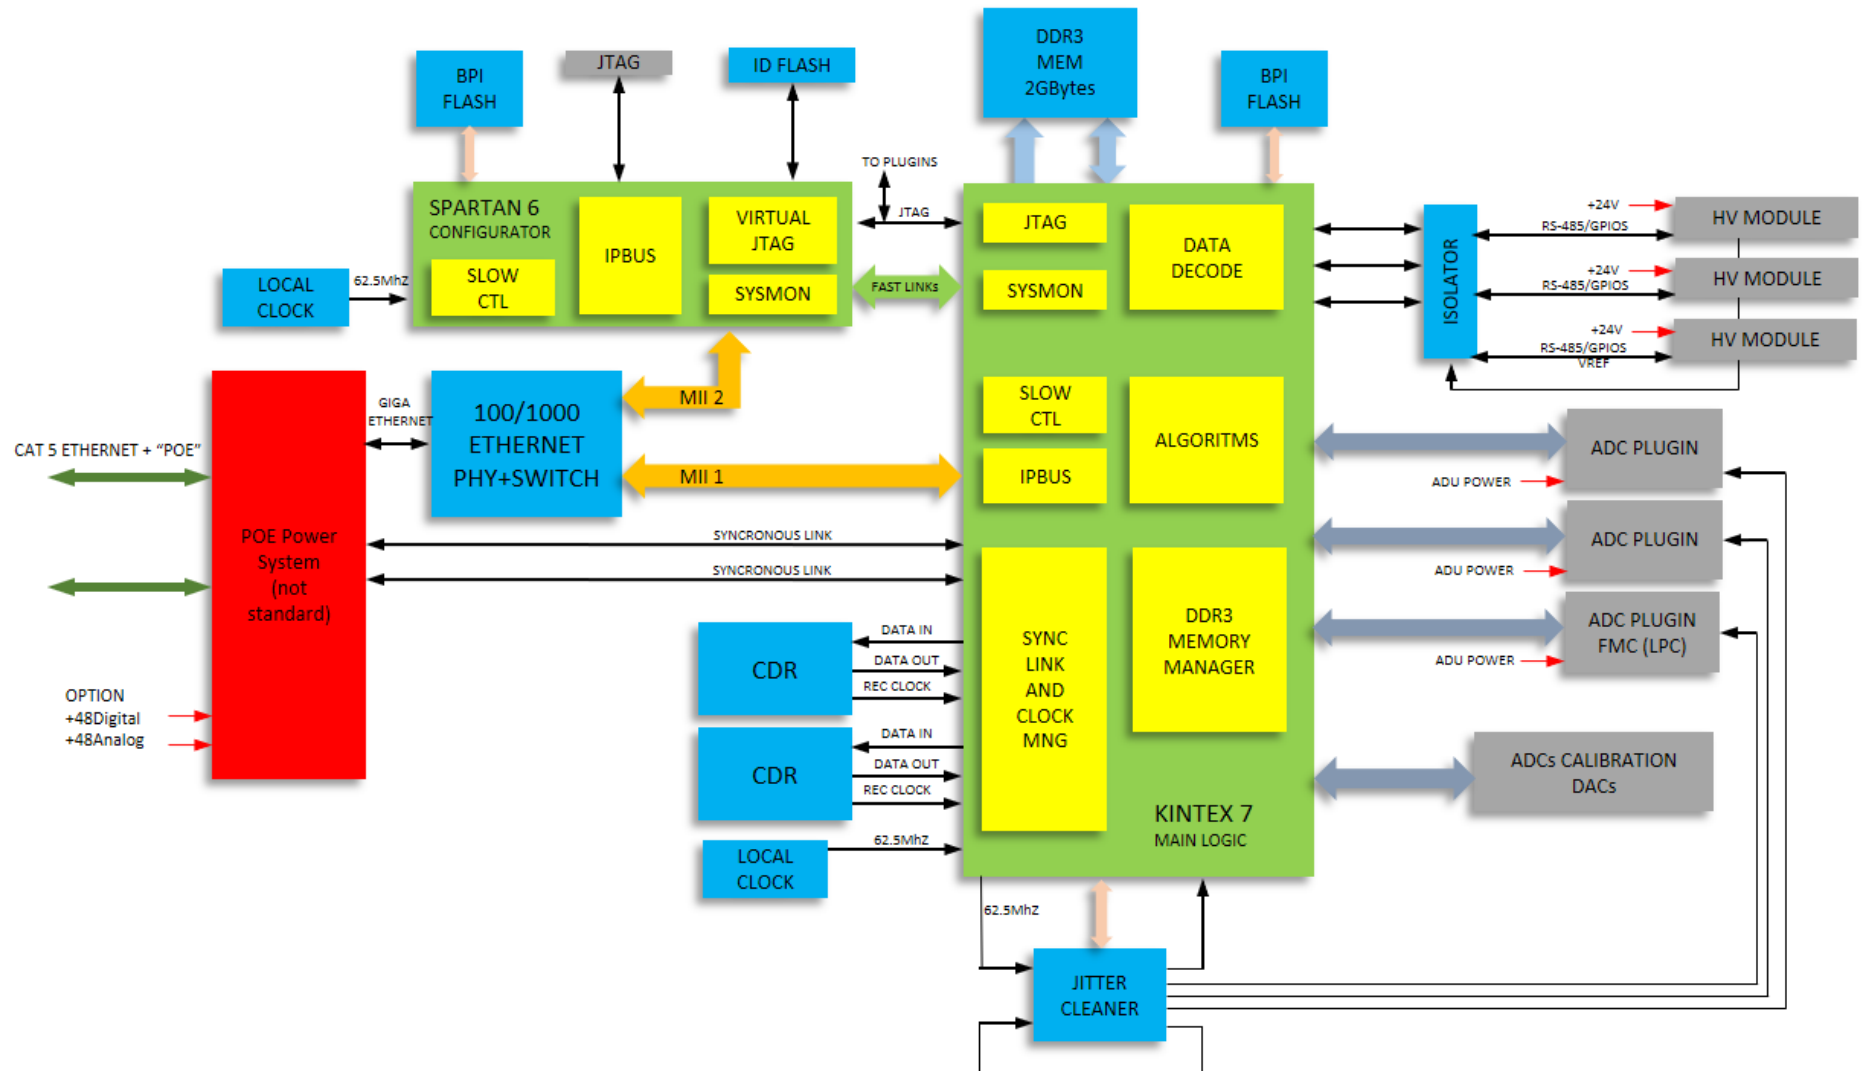 BPI
FLASH
JTAG
ID FLASH
DDR3
MEM
2GBytes
BPI
FLASH
TO PLUGINS
SPARTAN 6
CONFIGURATOR
IPBUS
VIRTUAL
JTAG
SLOW
CTL
SYSMON
LOCAL
CLOCK
62.5MhZ
JTAG
FAST LINKs
JTAG
SYSMON
DATA
DECODE
SLOW
CTL
IPBUS
ALGORITMS
SYNC
LINK
AND
CLOCK
MNG
DDR3
MEMORY
MANAGER
KINTEX 7
MAIN LOGIC
ISOLATOR
+24V
RS-485/GPIOS
HV MODULE
+24V
RS-485/GPIOS
HV MODULE
+24V
RS-485/GPIOS
VREF
HV MODULE
GIGA
ETHERNET
100/1000
ETHERNET
PHY+SWITCH
MII 2
MII 1
CAT 5 ETHERNET + “POE”
POE Power
System
(not
standard)
OPTION
+48Digital
+48Analog
SYNCRONOUS LINK
SYNCRONOUS LINK
CDR
DATA IN
DATA OUT
REC CLOCK
CDR
DATA IN
DATA OUT
REC CLOCK
LOCAL
CLOCK
62.5MhZ
ADC PLUGIN
ADU POWER
ADC PLUGIN
ADU POWER
ADC PLUGIN
FMC (LPC)
ADU POWER
ADCs CALIBRATION
DACs
62.5MhZ
JITTER
CLEANER